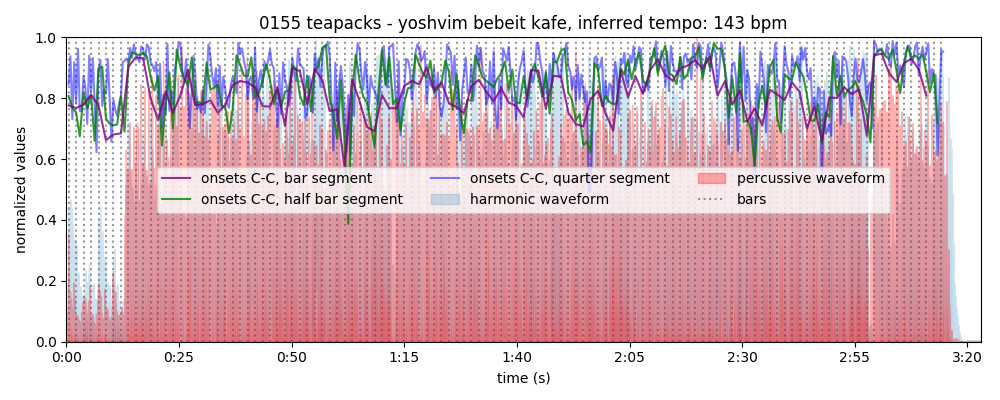 0155 teapacks - yoshvim bebeit kafe, inferred tempo: 143 bpm
1.0
0.8
0.6
0.4
0.2
0.0
normalized values
onsets C-C, bar segment
onsets C-C, half bar segment
onsets C-C, quarter segment
harmonic waveform
percussive waveform
bars
0:00 0:25 0:50 1:15 1:40 2:05 2:30 2:55 3:20
time (s)